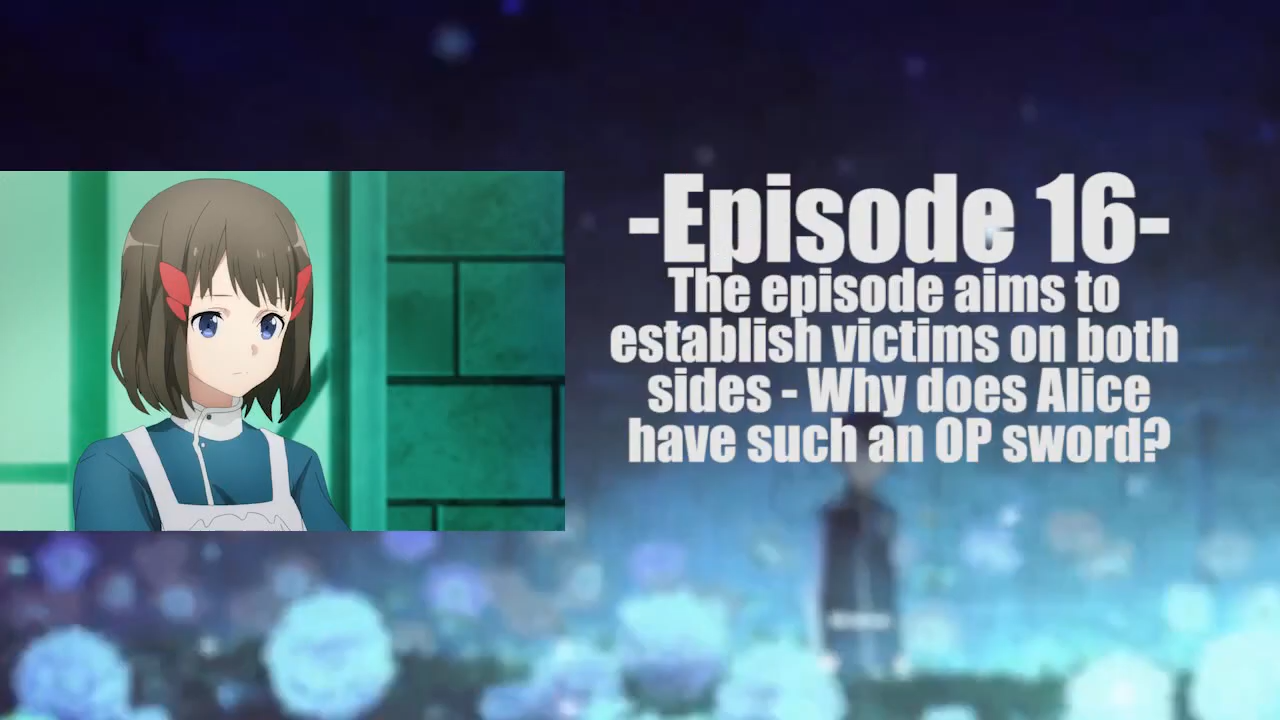 -Episode 16-
The episode aims to
establish victims on both
sides - Why does Alice
have such an OP sword?